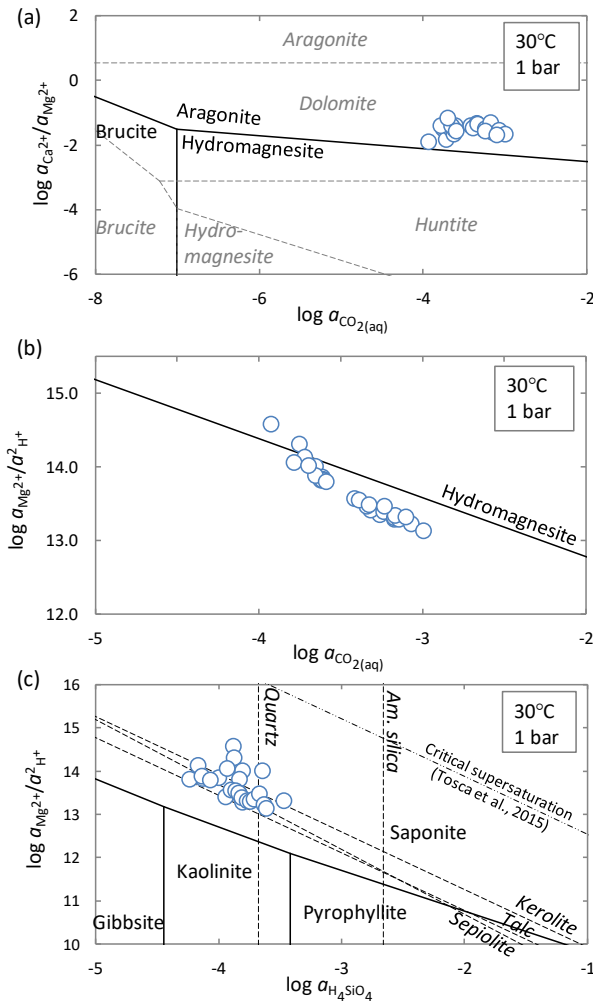 (a)
2
0
-2
-4
-6
log aCa2+/aMg2+
Aragonite
30°C
1 bar
Dolomite
Aragonite
Brucite
Hydromagnesite
Brucite
Hydro-
magnesite
Huntite
-8
-6
-4
-2
log aCO2(aq)
(b)
15.0
14.0
13.0
12.0
log aMg2+/a2H+
30°C
1 bar
Hydromagnesite
-5
-4
-3
-2
log aCO2(aq)
(c)
16
15
14
13
12
11
10
log aMg2+/a2H+
Quartz
Am. silica
30°C
1 bar
Critical supersaturation
(Tosca et al., 2015)
Saponite
Kaolinite
Gibbsite
Pyrophyllite
Kerolite
Talc
Sepiolite
-5
-4
-3
-2
-1
log aH4SiO4